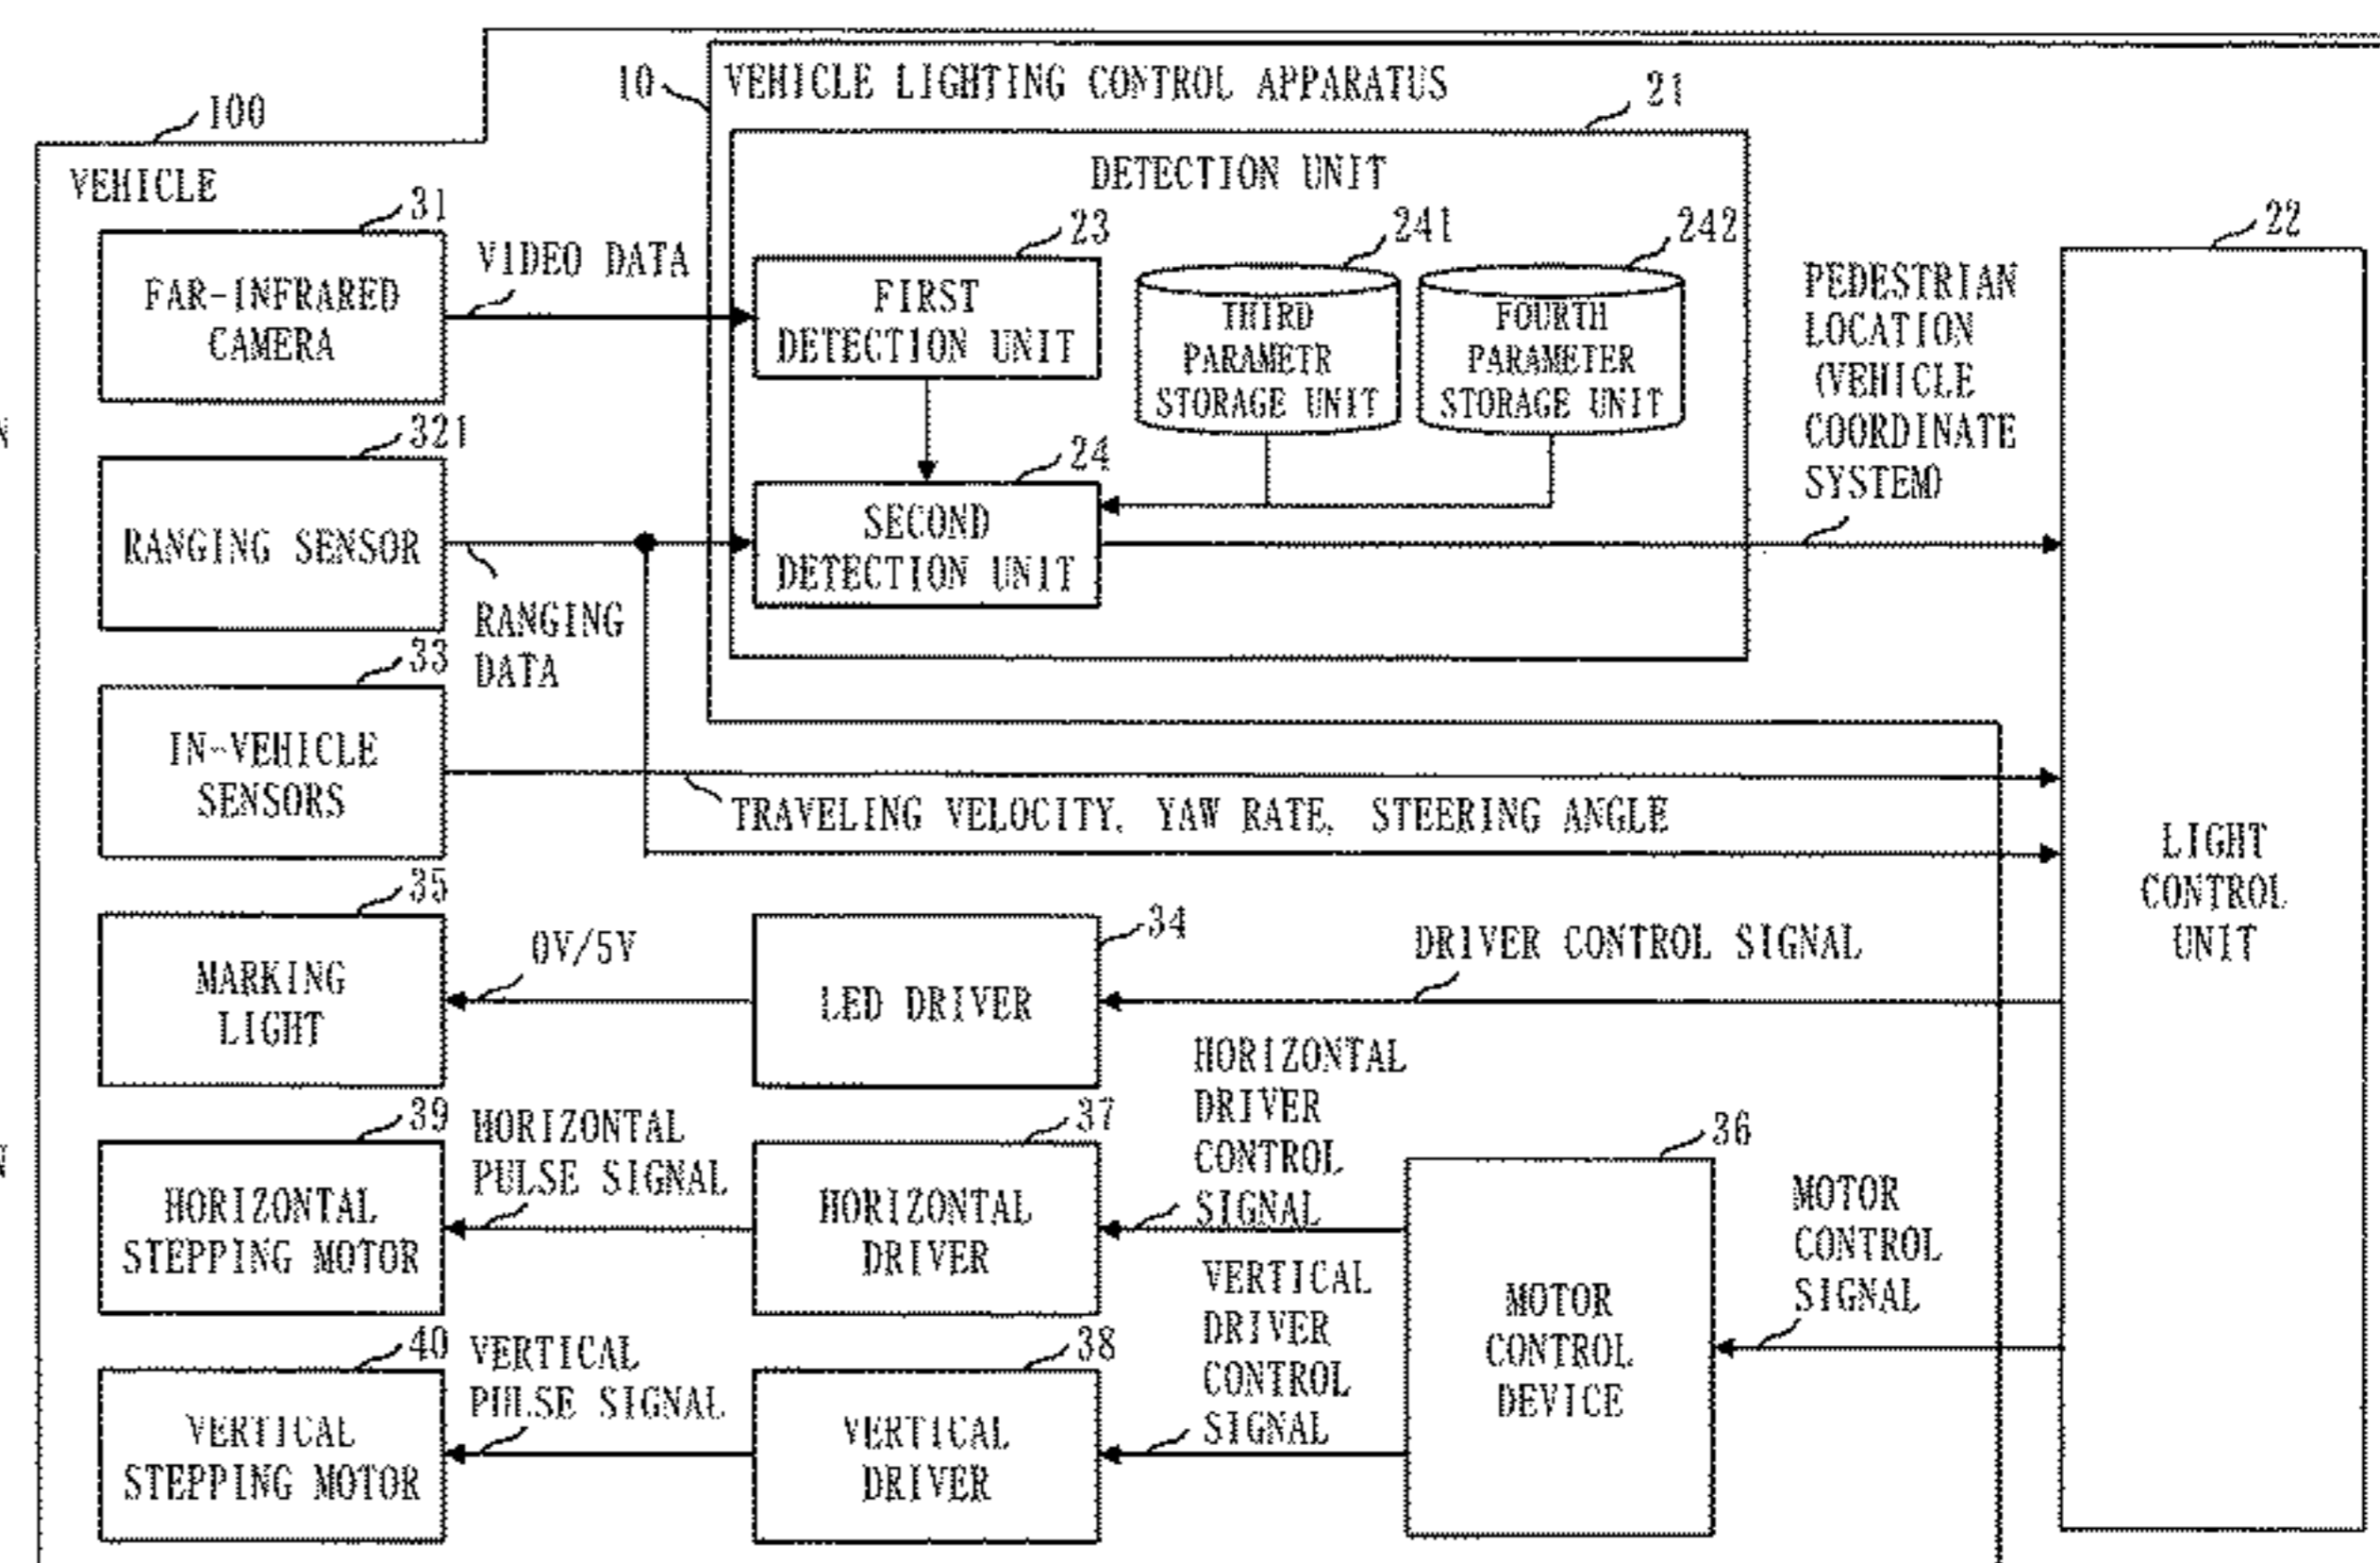 10
VEHICLE LIGHTING CONTROL APPARATUS
100
21
VEHICLE
DETECTION UNIT
31
FAR-INFRARED
CAMERA
VIDEO DATA
23
FIRST
DETECTION UNIT
241
THIRD
PARAMETR
STORAGE UNIT
242
FOURTH
PARAMETER
STORAGE UNIT
PEDESTRIAN
LOCATION
(VEHICLE
COORDINATE
SYSTEM)
22
LIGHT
CONTROL
UNIT
N
321
RANGING SENSOR
RANGING
DATA
24
SECOND
DETECTION UNIT
33
IN-VEHICLE
SENSORS
TRAVELING VELOCITY, YAW RATE, STEERING ANGLE
35
MARKING
LIGHT
0V/5V
34
LED DRIVER
DRIVER CONTROL SIGNAL
N
39
HORIZONTAL
STEPPING MOTOR
HORIZONTAL
PULSE SIGNAL
37
HORIZONTAL
DRIVER
HORIZONTAL
DRIVER
CONTROL
SIGNAL
36
MOTOR
CONTROL
DEVICE
MOTOR
CONTROL
SIGNAL
40
VERTICAL
STEPPING MOTOR
VERTICAL
PULSE SIGNAL
38
VERTICAL
DRIVER
VERTICAL
DRIVER
CONTROL
SIGNAL